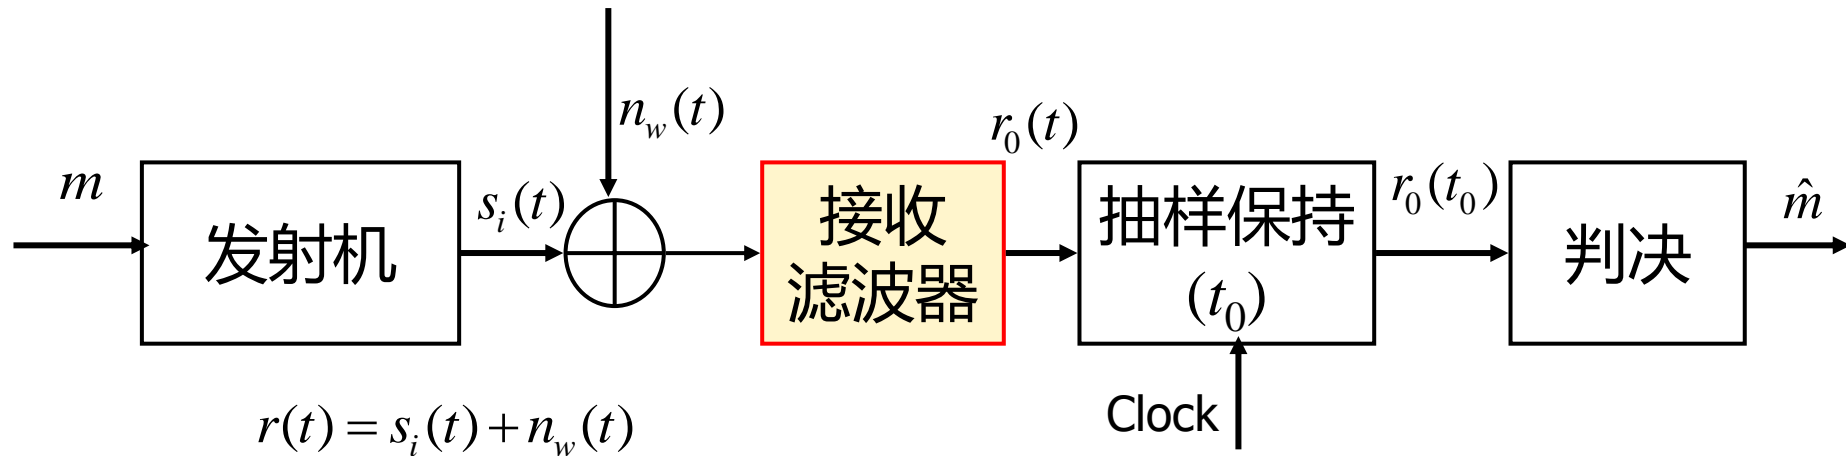 m
发射机
s_i(t)
n_w(t)
接收
滤波器
r_0(t)
抽样保持
(t_0)
r_0(t_0)
判决
m̂
Clock
r(t) = s_i(t) + n_w(t)